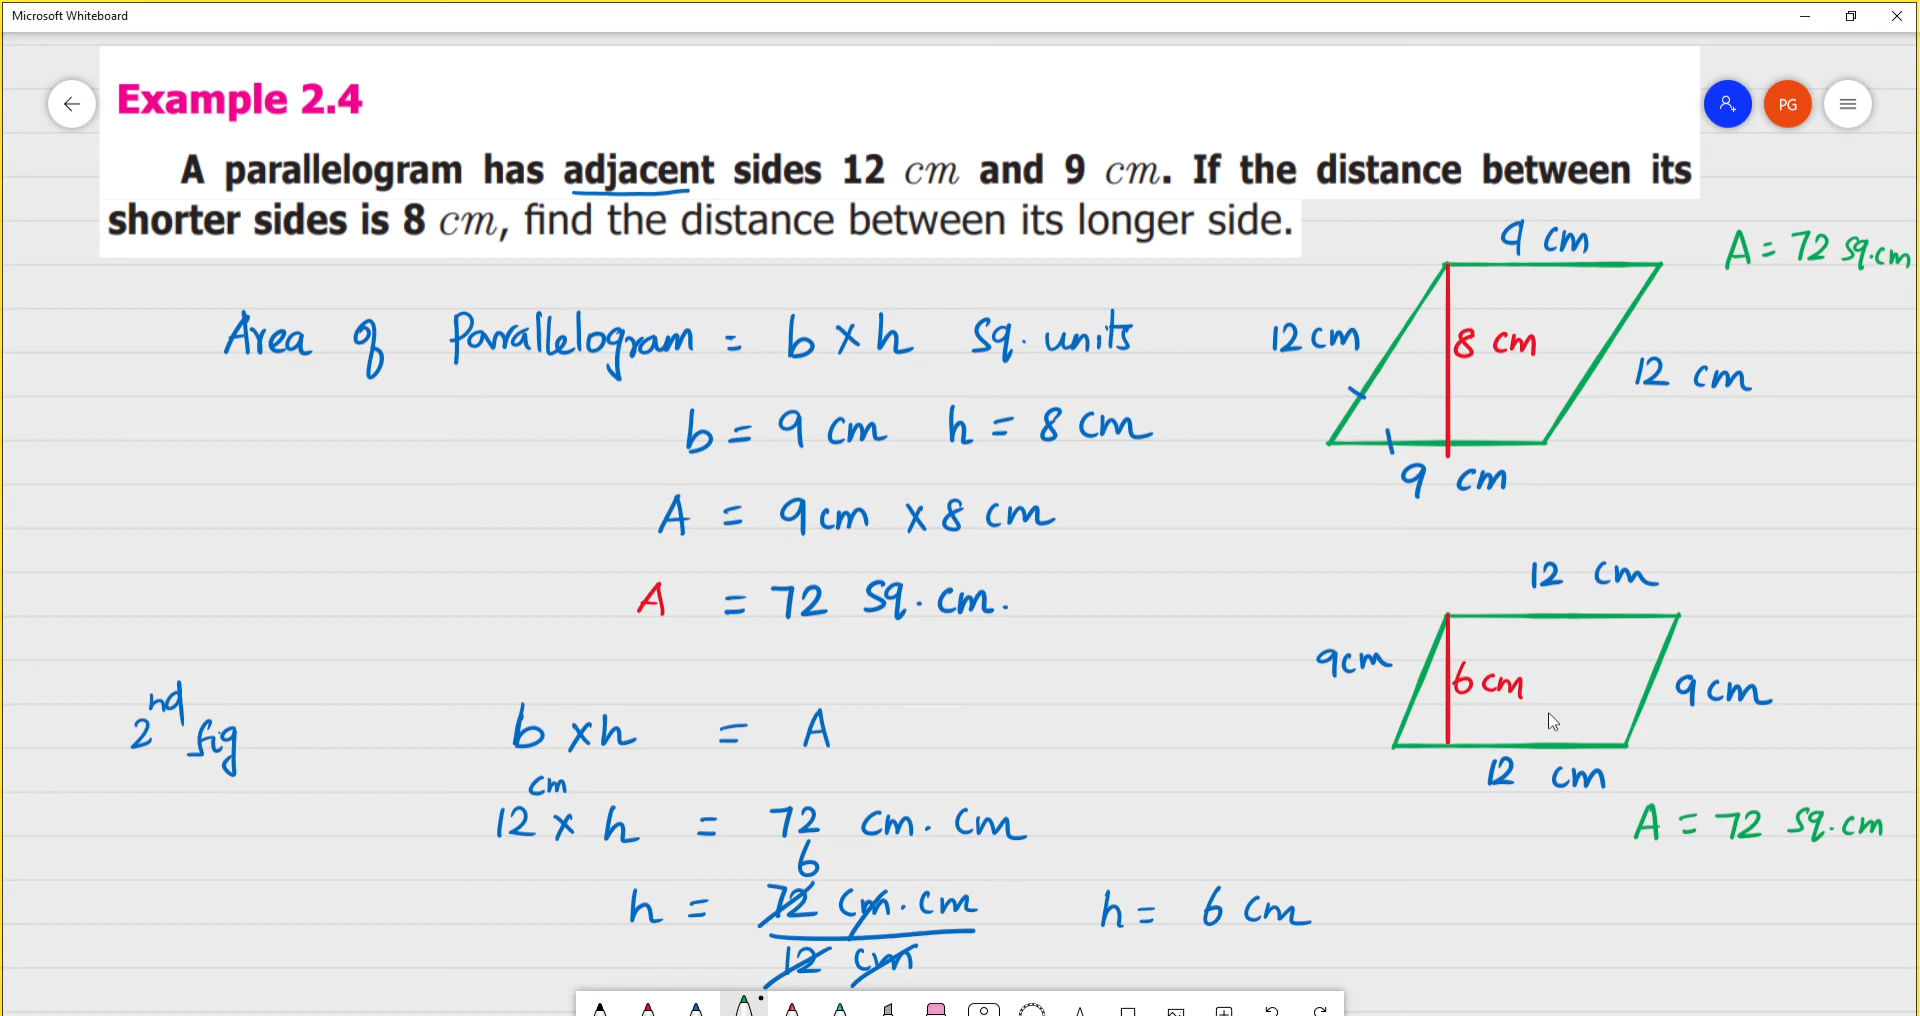 Microsoft Whiteboard
Example 2.4
PG
A parallelogram has adjacent sides 12 cm and 9 cm. If the distance between its
shorter sides is 8 cm, find the distance between its longer side.
9 cm
A = 72 sq.cm
Area of Parallelogram = b × h sq. units
12 cm
8 cm
12 cm
b = 9 cm h = 8 cm
9 cm
A = 9 cm × 8 cm
12 cm
A = 72 sq. cm.
9 cm
6 cm
9 cm
2nd fig
b × h = A
12 cm
cm
12 × h = 72 cm. cm
A = 72 sq. cm
6
h = 72 cm. cm
h = 6 cm
12 cm